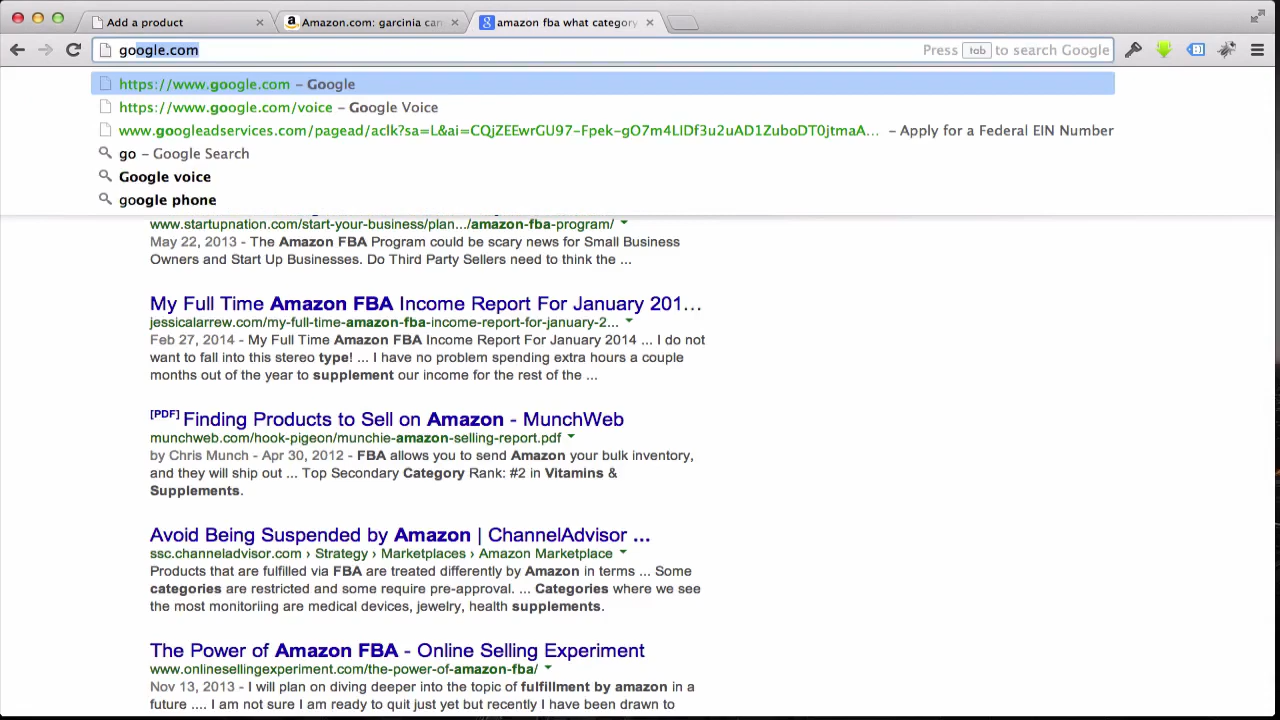 Add a product
Amazon.com: garcinia cam
amazon fba what category
google.com
Press tab to search Google
https://www.google.com – Google
https://www.google.com/voice – Google Voice
www.googleadservices.com/pagead/aclk?sa=L&ai=CQjZEEwrGU97-Fpek-gO7m4LIDf3u2uAD1ZuboDT0jtmaA... – Apply for a Federal EIN Number
go – Google Search
Google voice
google phone
www.startupnation.com/start-your-business/plan.../amazon-fba-program/
May 22, 2013 - The Amazon FBA Program could be scary news for Small Business
Owners and Start Up Businesses. Do Third Party Sellers need to think the ...
My Full Time Amazon FBA Income Report For January 201...
jessicalarrew.com/my-full-time-amazon-fba-income-report-for-january-2...
Feb 27, 2014 - My Full Time Amazon FBA Income Report For January 2014 ... I do not
want to fall into this stereo type! ... I have no problem spending extra hours a couple
months out of the year to supplement our income for the rest of the ...
[PDF] Finding Products to Sell on Amazon - MunchWeb
munchweb.com/hook-pigeon/munchie-amazon-selling-report.pdf
by Chris Munch - Apr 30, 2012 - FBA allows you to send Amazon your bulk inventory,
and they will ship out ... Top Secondary Category Rank: #2 in Vitamins &
Supplements.
Avoid Being Suspended by Amazon | ChannelAdvisor ...
ssc.channeladvisor.com › Strategy › Marketplaces › Amazon Marketplace
Products that are fulfilled via FBA are treated differently by Amazon in terms ... Some
categories are restricted and some require pre-approval. ... Categories where we see
the most monitoriing are medical devices, jewelry, health supplements.
The Power of Amazon FBA - Online Selling Experiment
www.onlinesellingexperiment.com/the-power-of-amazon-fba/
Nov 13, 2013 - I will plan on diving deeper into the topic of fulfillment by amazon in a
future .... I am not sure I am ready to quit just yet but recently I have been drawn to